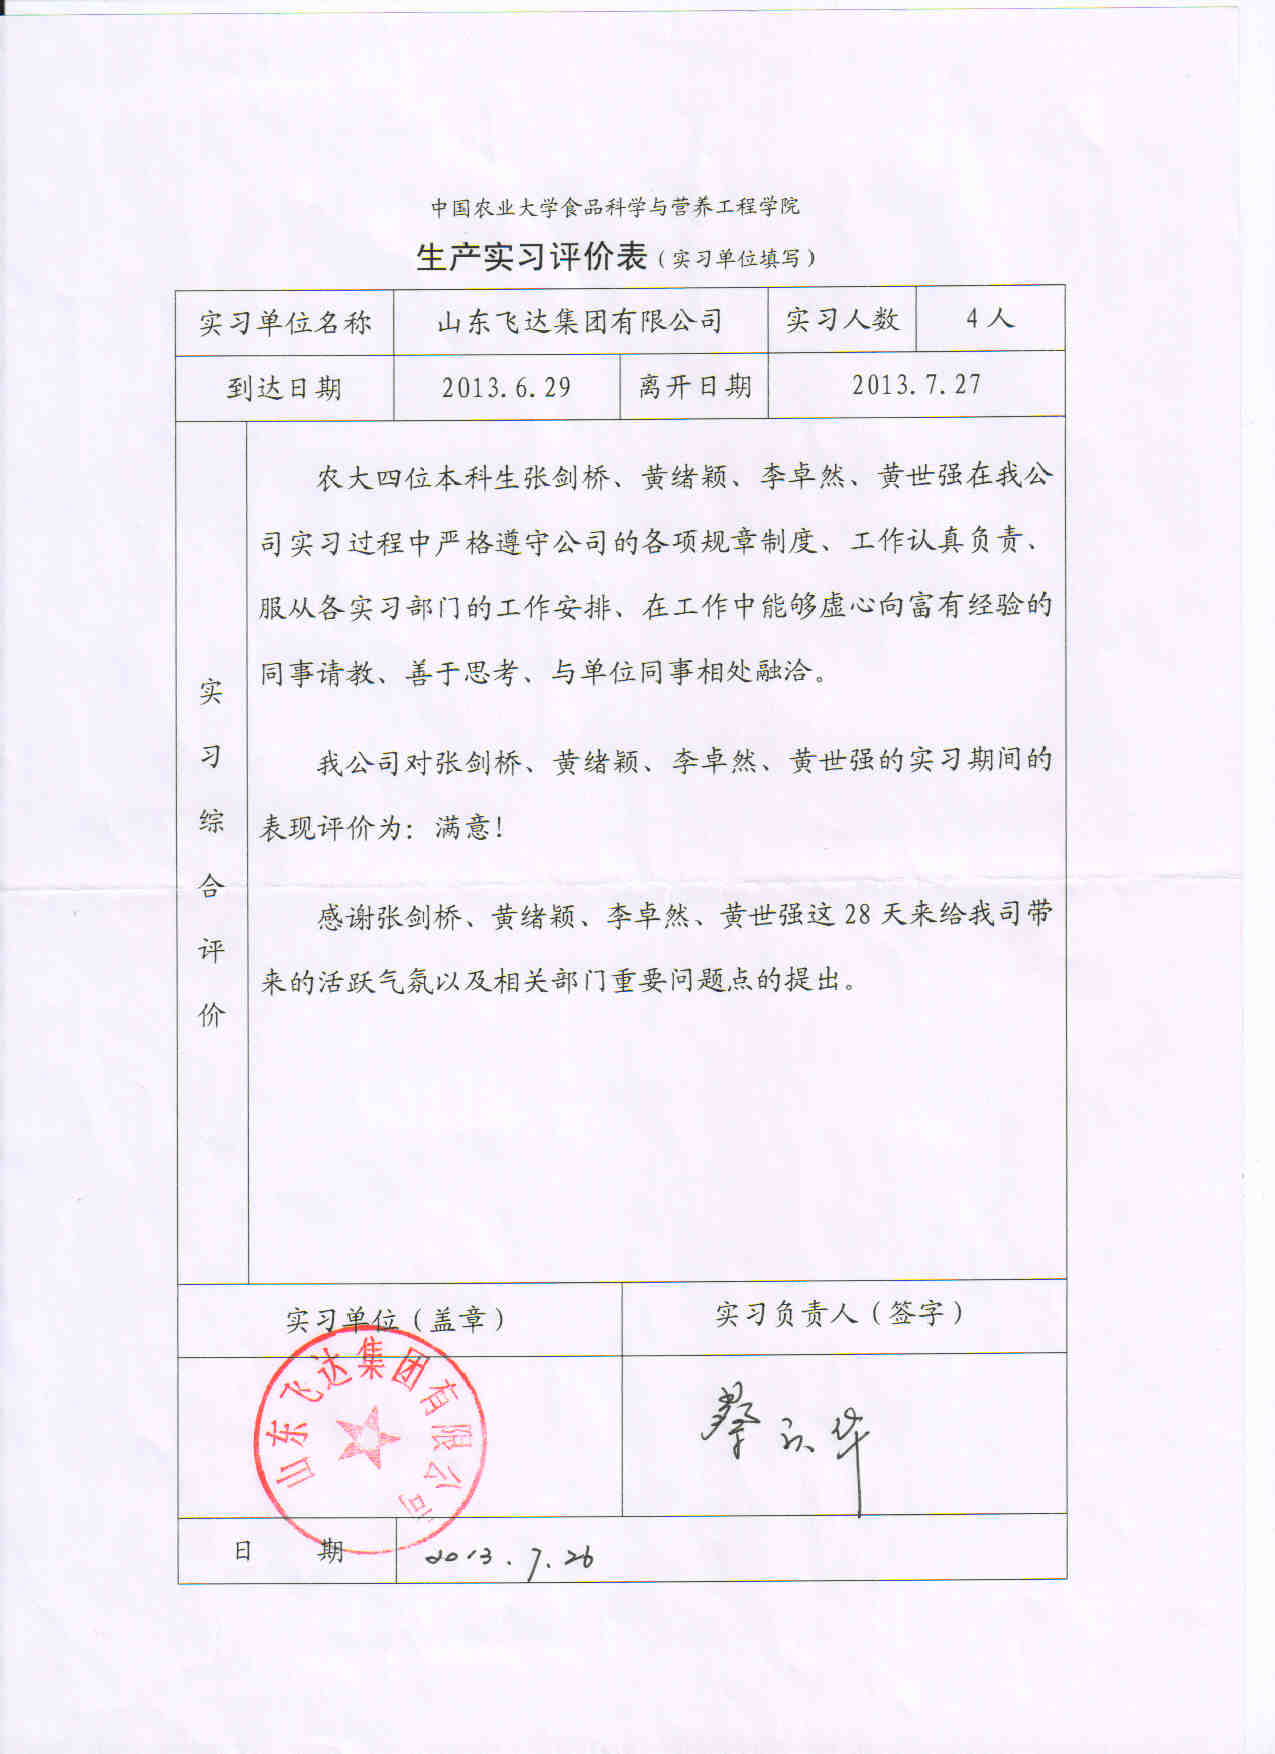 中国农业大学食品科学与营养工程学院
生产实习评价表（实习单位填写）
实习单位名称 山东飞达集团有限公司 实习人数 4人
到达日期 2013.6.29 离开日期 2013.7.27
实习综合评价
农大四位本科生张剑桥、黄绪颖、李卓然、黄世强在我公
司实习过程中严格遵守公司的各项规章制度、工作认真负责、
服从各实习部门的工作安排、在工作中能够虚心向富有经验的
同事请教、善于思考、与单位同事相处融洽。
我公司对张剑桥、黄绪颖、李卓然、黄世强的实习期间的
表现评价为：满意！
感谢张剑桥、黄绪颖、李卓然、黄世强这28天来给我司带
来的活跃气氛以及相关部门重要问题点的提出。
实习单位（盖章） 实习负责人（签字）
山东飞达集团有限公司
日 期 2013.7.26